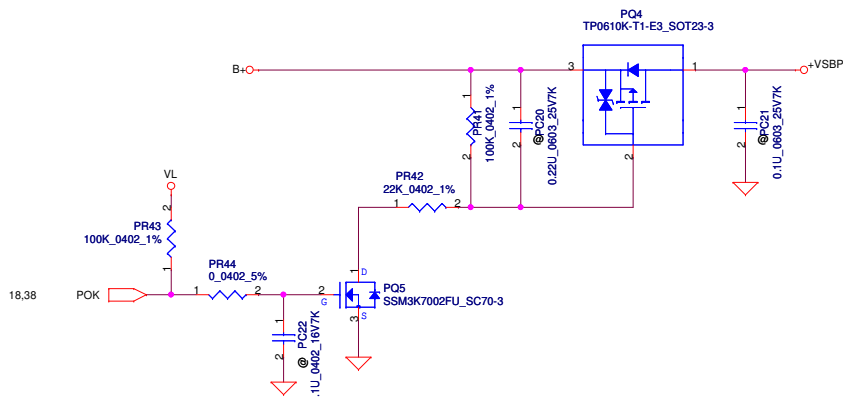 PQ4
TP0610K-T1-E3_SOT23-3
B+
3
1
+VSBP
1
PR41
100K_0402_1%
2
1
@PC20
0.22U_0603_25V7K
2
2
1
@PC21
0.1U_0603_25V7K
2
PR42
22K_0402_1%
1
2
VL
2
PR43
100K_0402_1%
1
PR44
0_0402_5%
18,38
POK
1
2
2
G
1
D
PQ5
SSM3K7002FU_SC70-3
3
S
1
@ PC22
.1U_0402_16V7K
2